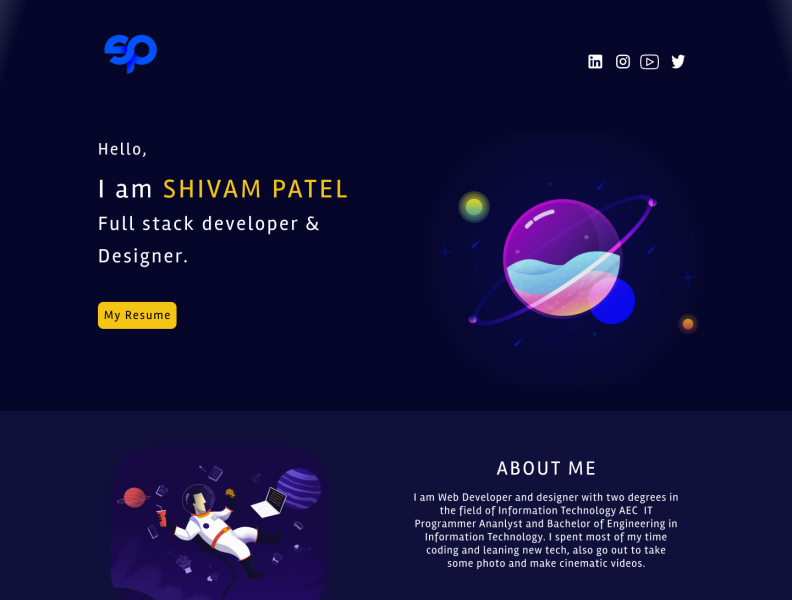 sp
Hello,
I am SHIVAM PATEL
Full stack developer &
Designer.
My Resume
ABOUT ME
I am Web Developer and designer with two degrees in
the field of Information Technology AEC IT
Programmer Ananlyst and Bachelor of Engineering in
Information Technology. I spent most of my time
coding and leaning new tech, also go out to take
some photo and make cinematic videos.